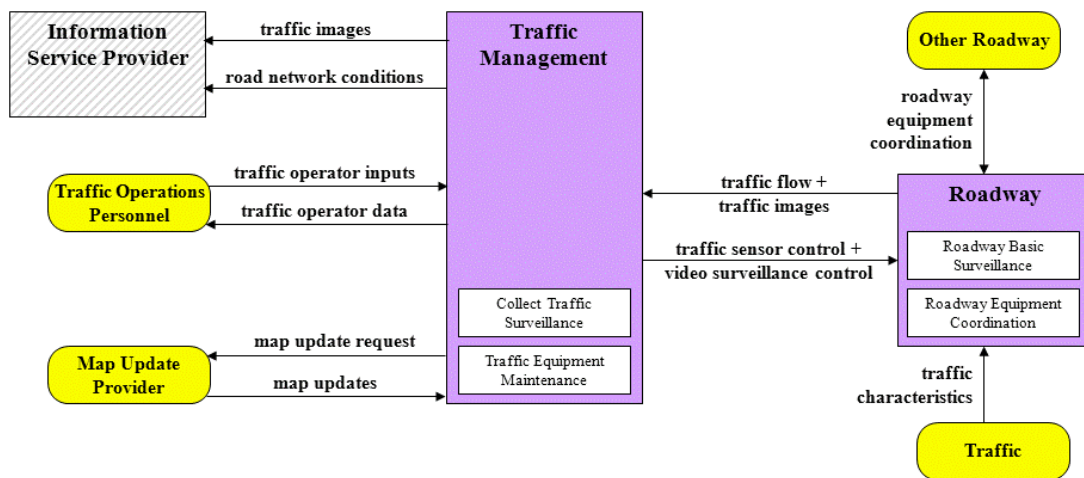 Information
Service Provider
traffic images
road network conditions
Traffic
Management
Other Roadway
roadway
equipment
coordination
Traffic Operations
Personnel
traffic operator inputs
traffic operator data
traffic flow +
traffic images
traffic sensor control +
video surveillance control
Roadway
Roadway Basic
Surveillance
Roadway Equipment
Coordination
Collect Traffic
Surveillance
Traffic Equipment
Maintenance
Map Update
Provider
map update request
map updates
traffic
characteristics
Traffic